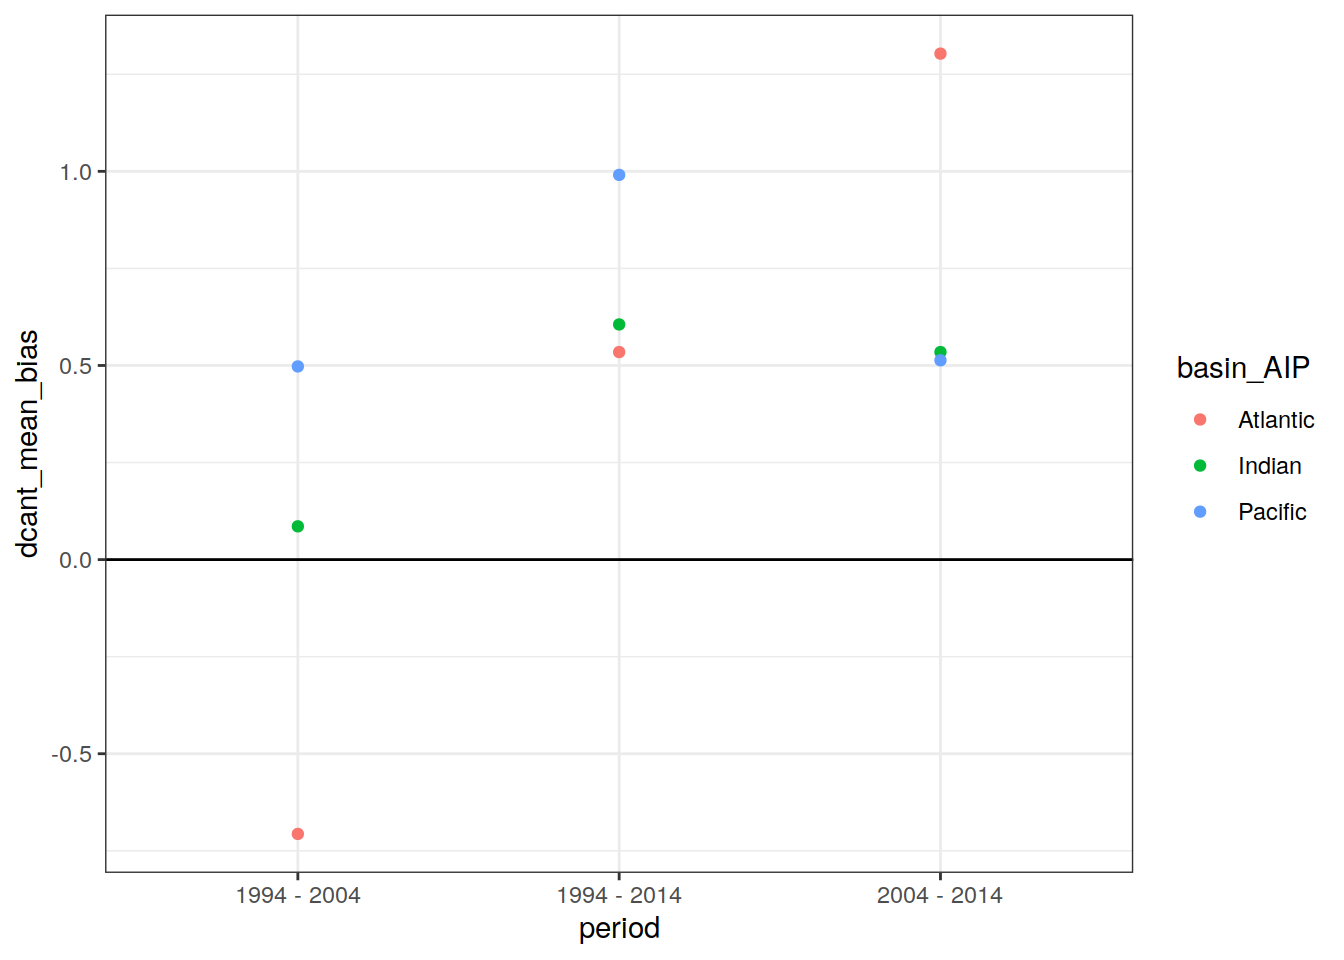 dcant_mean_bias
1.0
0.5
0.0
-0.5
1994 - 2004
1994 - 2014
2004 - 2014
period
basin_AIP
Atlantic
Indian
Pacific